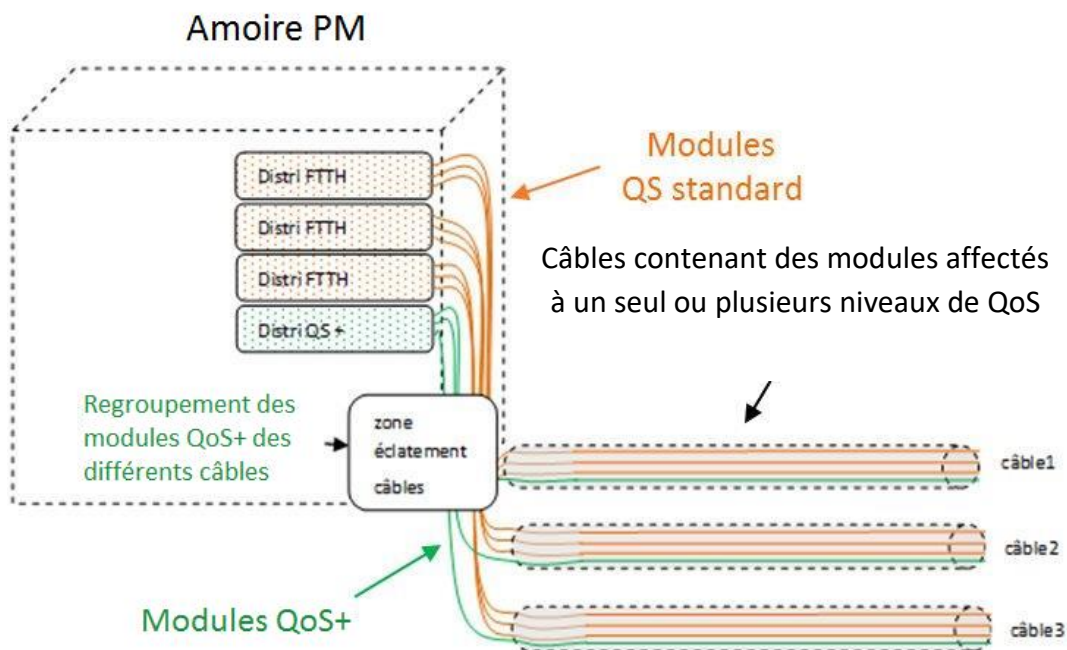 Amoire PM
Modules
QS standard
Distri FTTH
Distri FTTH
Distri FTTH
Distri QS +
Câbles contenant des modules affectés
à un seul ou plusieurs niveaux de QoS
Regroupement des
modules QoS+ des
différents câbles
zone
éclatement
câbles
câble1
câble2
câble3
Modules QoS+